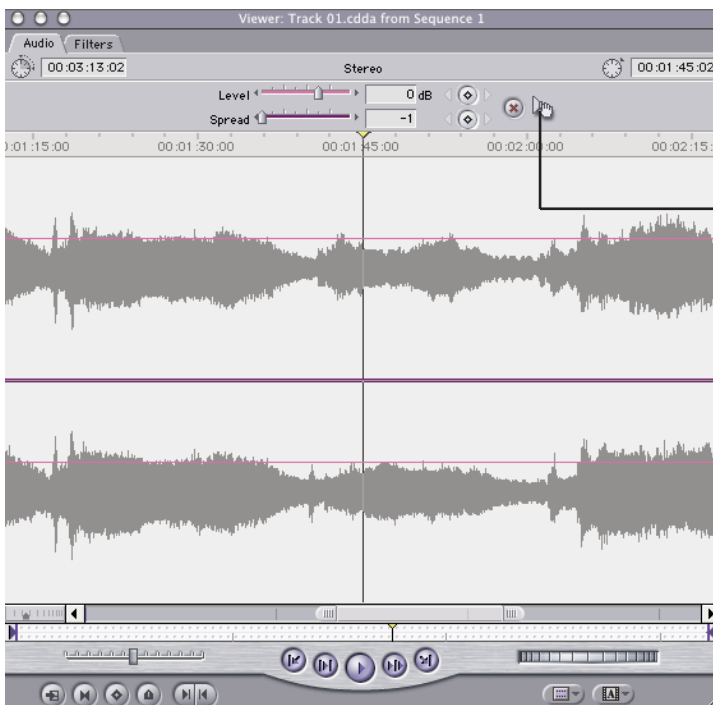 Viewer: Track 01.cdda from Sequence 1
Audio Filters
00:03:13:02 Stereo 00:01:45:02
Level 0 dB
Spread -1
):01:15:00 00:01:30:00 00:01:45:00 00:02:00:00 00:02:15:
A